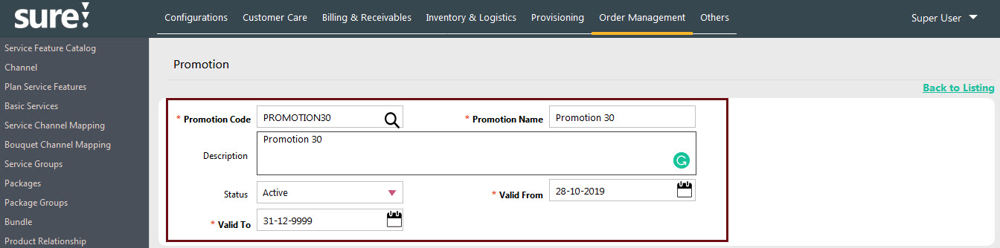 sure!
Configurations Customer Care Billing & Receivables Inventory & Logistics Provisioning Order Management Others
Super User
Service Feature Catalog
Channel
Plan Service Features
Basic Services
Service Channel Mapping
Bouquet Channel Mapping
Service Groups
Packages
Package Groups
Bundle
Product Relationship
Promotion
Back to Listing
* Promotion Code PROMOTION30 * Promotion Name Promotion 30
Description Promotion 30
Status Active * Valid From 28-10-2019
* Valid To 31-12-9999